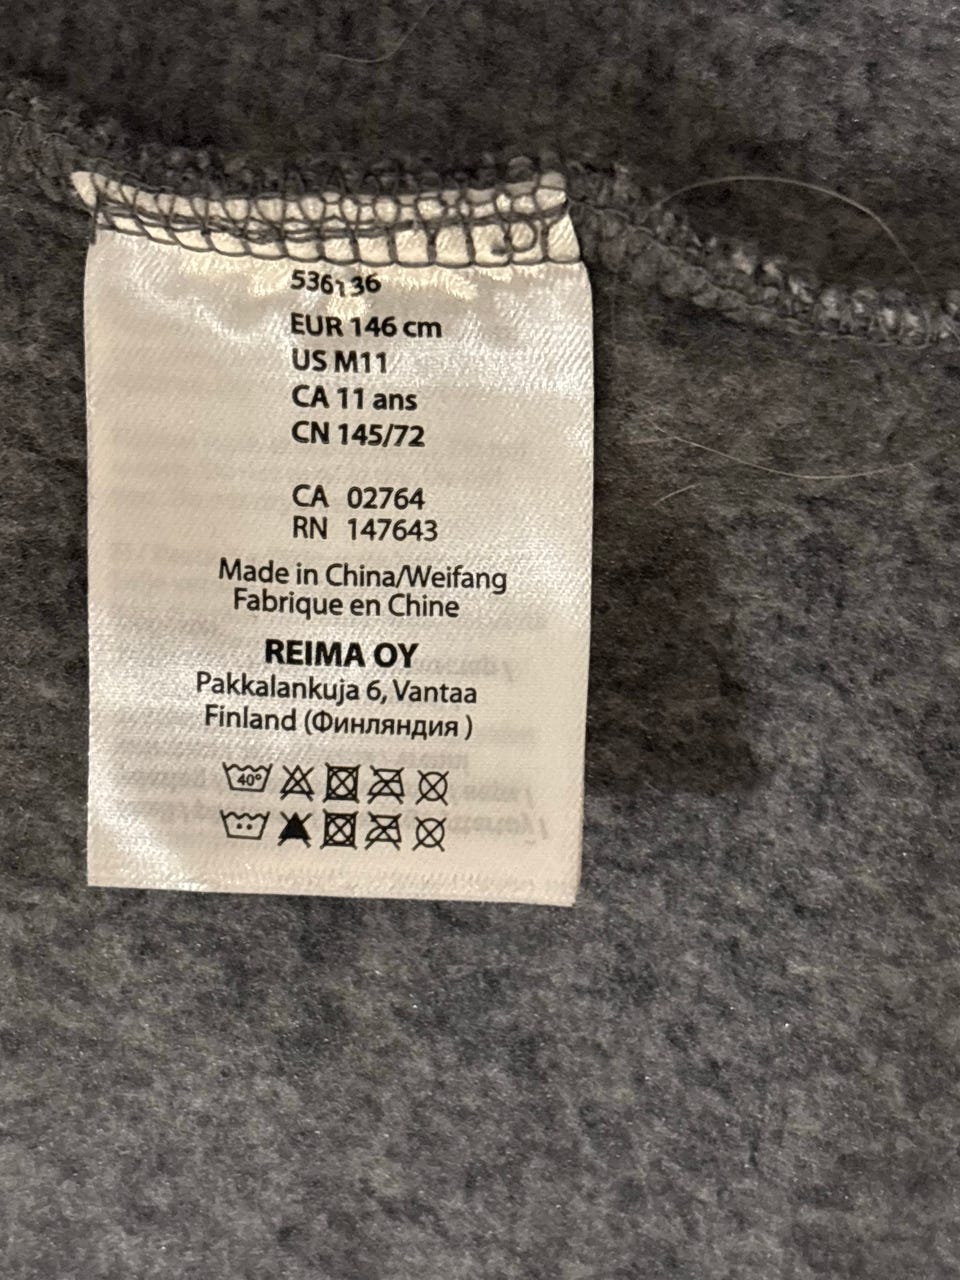 536136
EUR 146 cm
US M11
CA 11 ans
CN 145/72
CA 02764
RN 147643
Made in China/Weifang
Fabrique en Chine
REIMA OY
Pakkalankuja 6, Vantaa
Finland (Финляндия )
40°